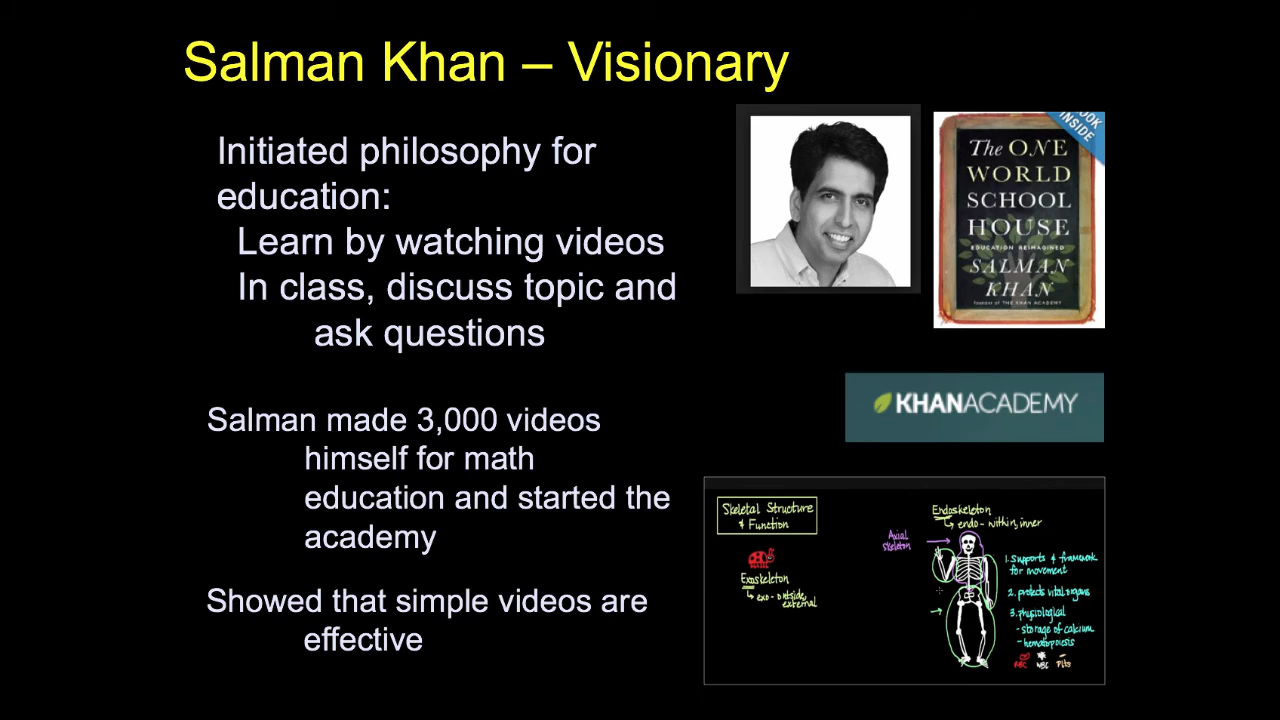 Salman Khan – Visionary
Initiated philosophy for
education:
Learn by watching videos
In class, discuss topic and
ask questions
Salman made 3,000 videos
himself for math
education and started the
academy
Showed that simple videos are
effective
OOK
INSIDE
The ONE
WORLD
SCHOOL
HOUSE
EDUCATION REIMAGINED
SALMAN
KHAN
FOUNDER OF THE KHAN ACADEMY
KHANACADEMY
Skeletal Structure
& Function
Exoskeleton
exo - outside,
external
Endoskeleton
endo - within, inner
Axial
Skeleton
1. Supports & framework
for movement
2. protects vital organs
3. physiological
- storage of calcium
- hematopoiesis
RBC WBC Plts